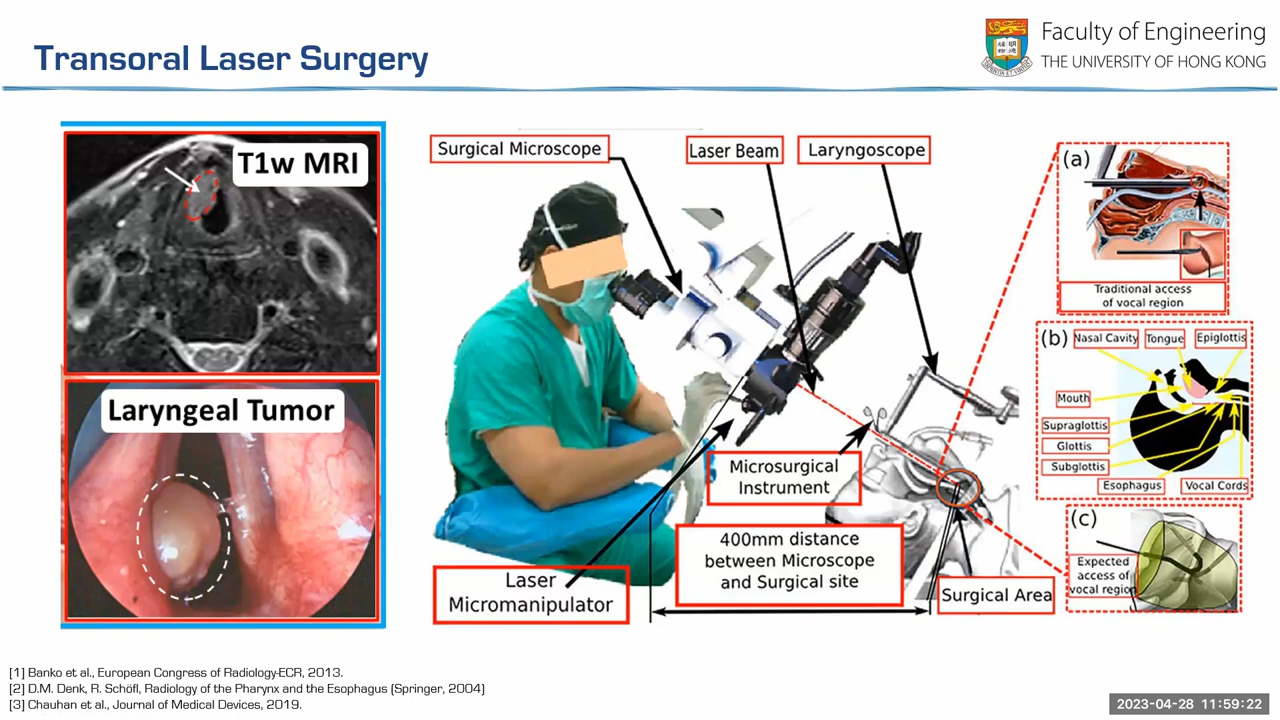 Transoral Laser Surgery
Faculty of Engineering
THE UNIVERSITY OF HONG KONG
T1w MRI
Laryngeal Tumor
Surgical Microscope
Laser Beam
Laryngoscope
Microsurgical
Instrument
400mm distance
between Microscope
and Surgical site
Laser
Micromanipulator
Surgical Area
(a)
Traditional access
of vocal region
(b)
Nasal Cavity
Tongue
Epiglottis
Mouth
Supraglottis
Glottis
Subglottis
Esophagus
Vocal Cords
(c)
Expected
access of
vocal region
[1] Banko et al., European Congress of Radiology-ECR, 2013.
[2] D.M. Denk, R. Schöfl, Radiology of the Pharynx and the Esophagus (Springer, 2004)
[3] Chauhan et al., Journal of Medical Devices, 2019.
2023-04-28 11:59:22